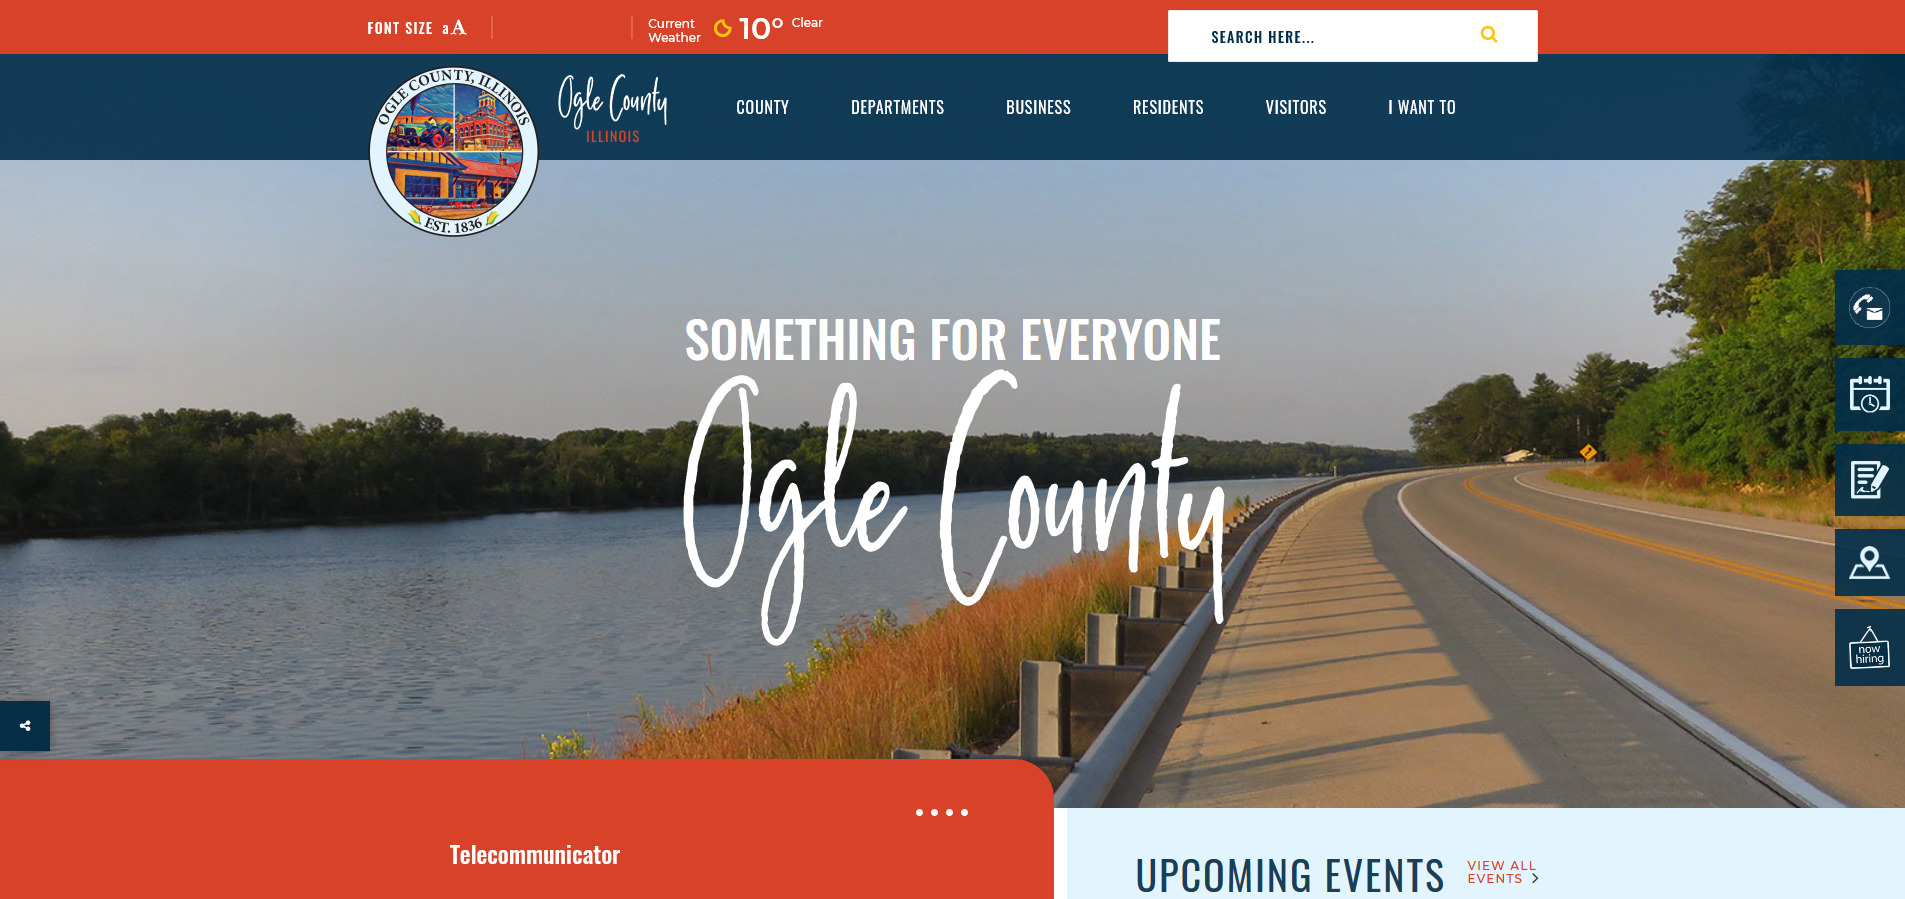 FONT SIZE aA
Current
Weather
10° Clear
SEARCH HERE...
OGLE COUNTY, ILLINOIS
EST. 1836
Ogle County
ILLINOIS
COUNTY
DEPARTMENTS
BUSINESS
RESIDENTS
VISITORS
I WANT TO
SOMETHING FOR EVERYONE
Ogle County
now
hiring
Telecommunicator
UPCOMING EVENTS
VIEW ALL
EVENTS